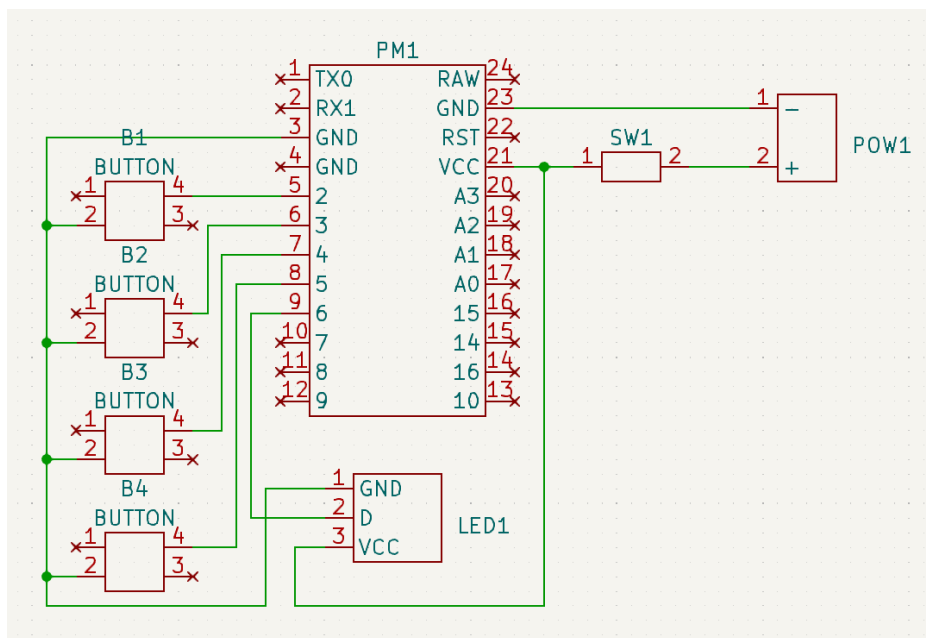 PM1
1 TX0 RAW 24
2 RX1 GND 23
3 GND RST 22
4 GND VCC 21
5 2 A3 20
6 3 A2 19
7 4 A1 18
8 5 A0 17
9 6 15 16
10 7 14 15
11 8 16 14
12 9 10 13
B1
BUTTON
1 4
2 3
B2
BUTTON
1 4
2 3
B3
BUTTON
1 4
2 3
B4
BUTTON
1 4
2 3
SW1
1 2
1 -
POW1
2 +
1 GND
2 D
LED1
3 VCC